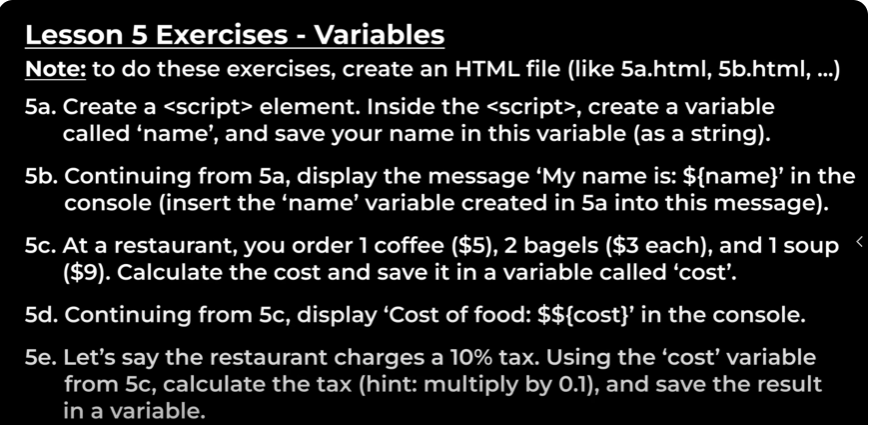 Lesson 5 Exercises - Variables
Note: to do these exercises, create an HTML file (like 5a.html, 5b.html, ...)
5a. Create a <script> element. Inside the <script>, create a variable
called ‘name’, and save your name in this variable (as a string).
5b. Continuing from 5a, display the message ‘My name is: ${name}’ in the
console (insert the ‘name’ variable created in 5a into this message).
5c. At a restaurant, you order 1 coffee ($5), 2 bagels ($3 each), and 1 soup
($9). Calculate the cost and save it in a variable called ‘cost’.
5d. Continuing from 5c, display ‘Cost of food: $${cost}’ in the console.
5e. Let’s say the restaurant charges a 10% tax. Using the ‘cost’ variable
from 5c, calculate the tax (hint: multiply by 0.1), and save the result
in a variable.